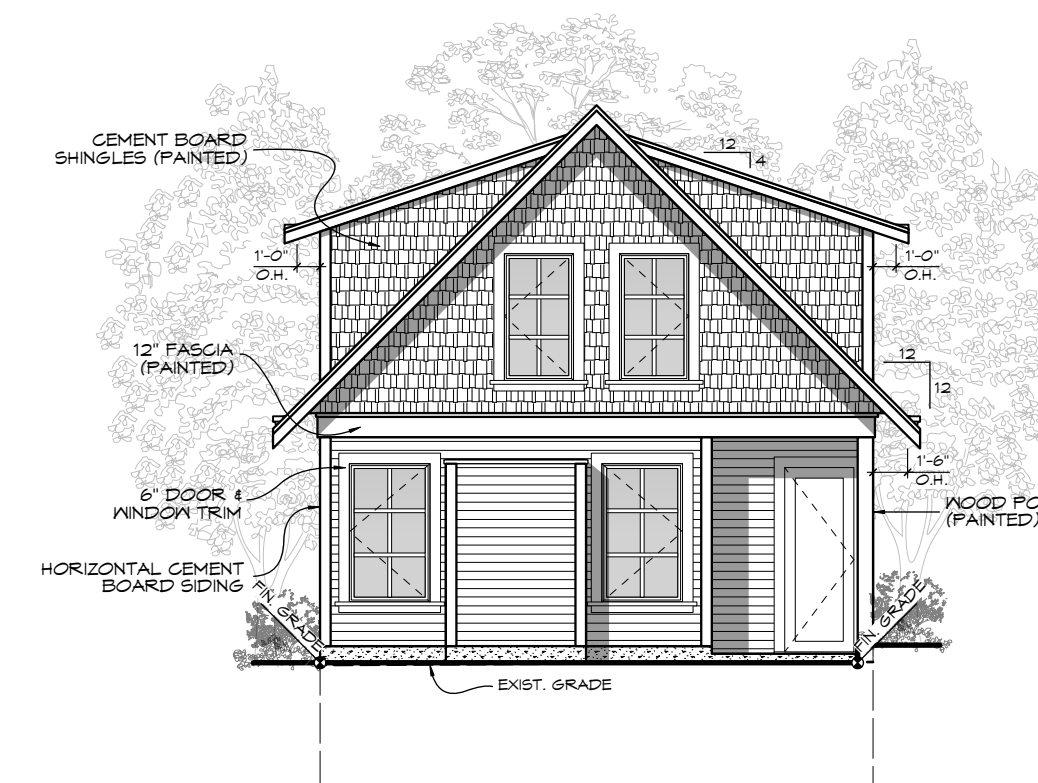 CEMENT BOARD
SHINGLES (PAINTED)
12
4
1'-0"
O.H.
1'-0"
O.H.
12" FASCIA
(PAINTED)
12
12
1'-6"
O.H.
6" DOOR &
WINDOW TRIM
WOOD PO
(PAINTED)
HORIZONTAL CEMENT
BOARD SIDING
FIN. GRADE
FIN. GRADE
EXIST. GRADE